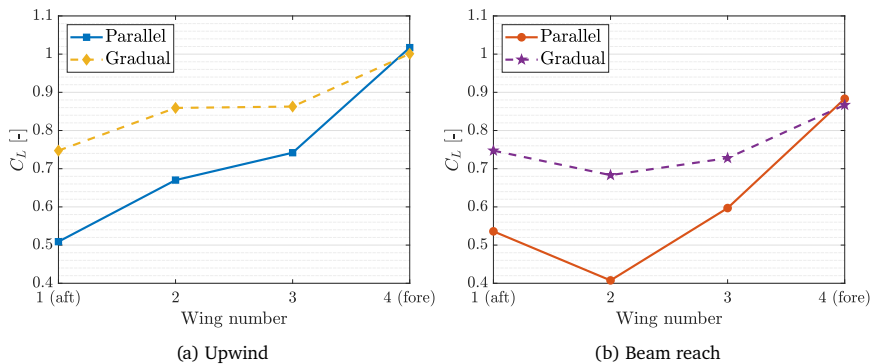 1.1
1
0.9
0.8
0.7
0.6
0.5
0.4
C_L [-]
Parallel
Gradual
1 (aft) 2 3 4 (fore)
Wing number
(a) Upwind
1.1
1
0.9
0.8
0.7
0.6
0.5
0.4
C_L [-]
Parallel
Gradual
1 (aft) 2 3 4 (fore)
Wing number
(b) Beam reach